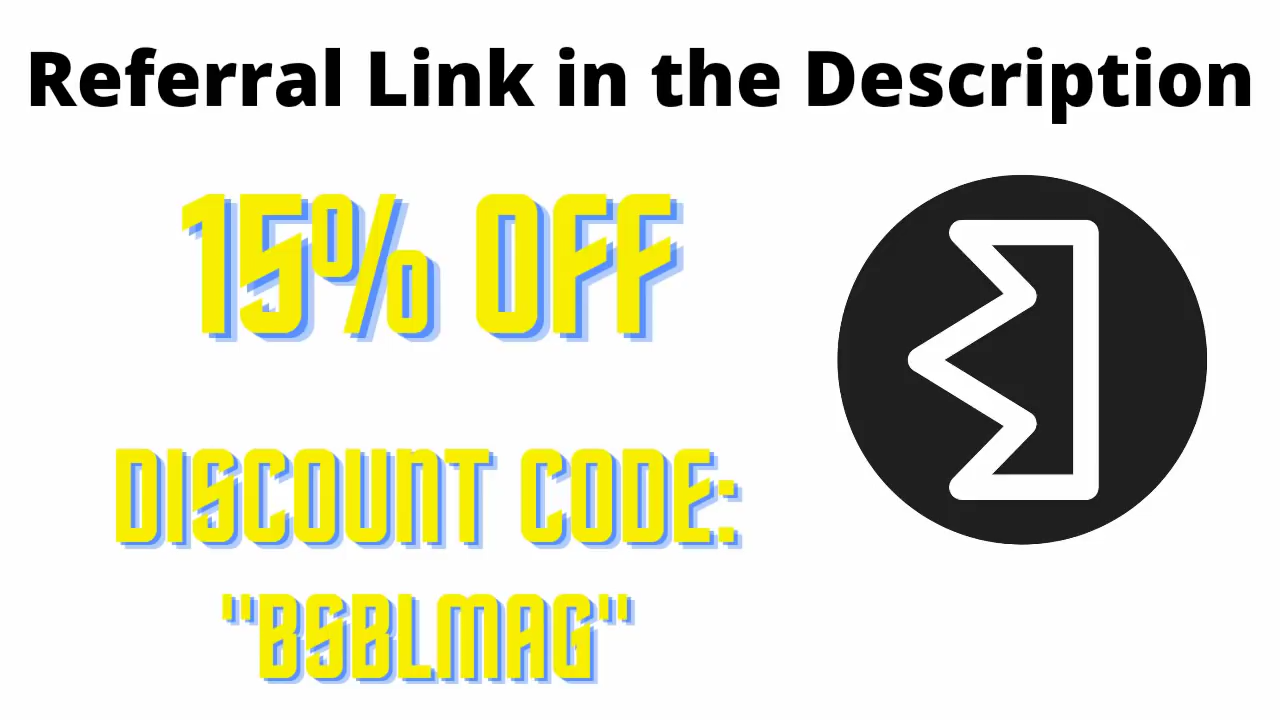 Referral Link in the Description
15% OFF
DISCOUNT CODE:
"BSBLMAG"